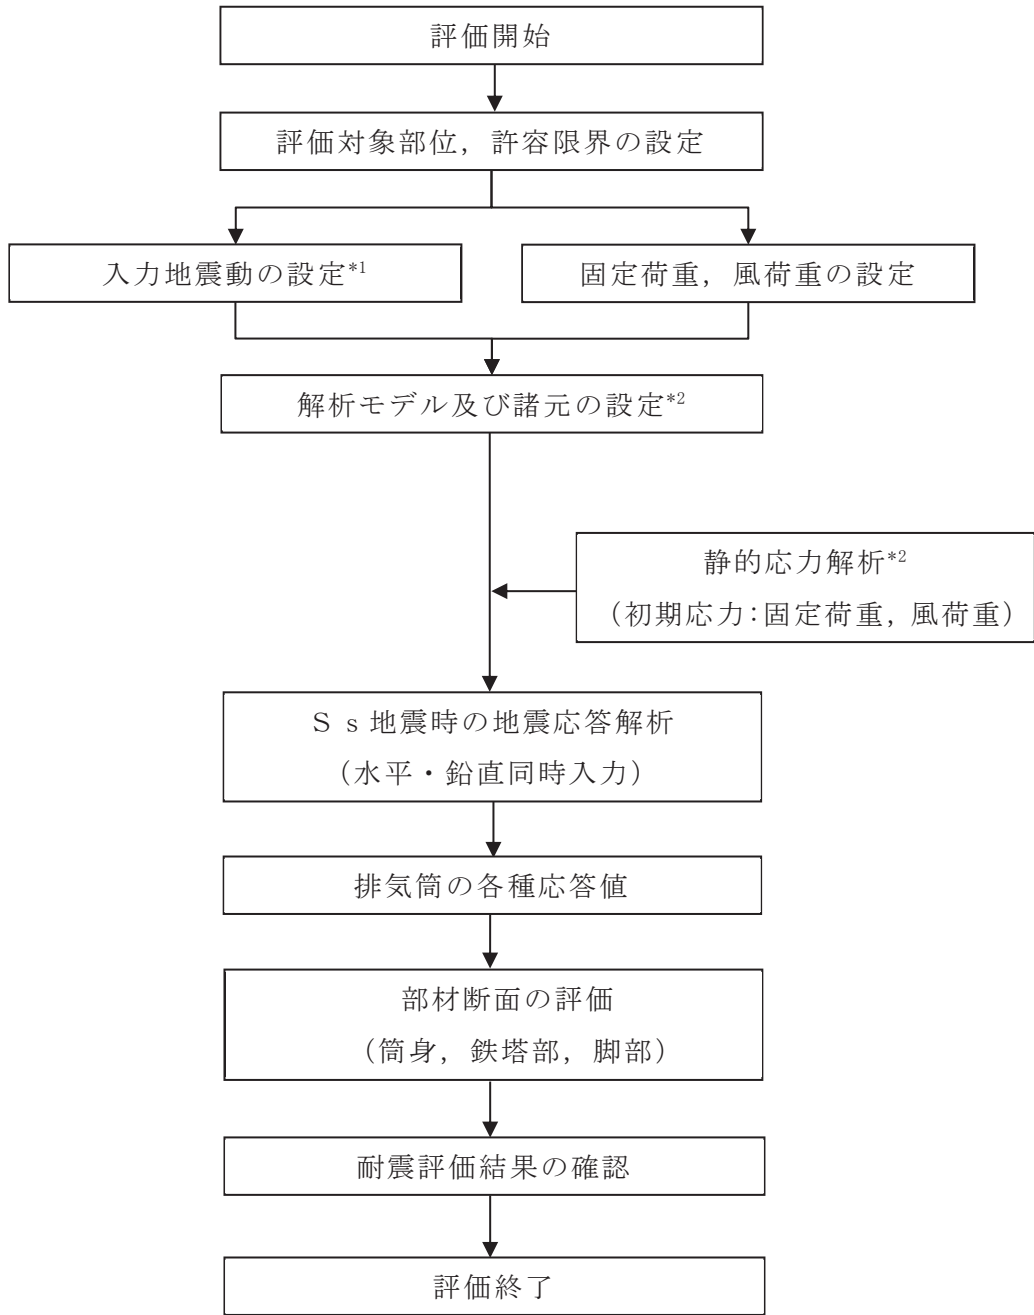 評価開始
評価対象部位，許容限界の設定
入力地震動の設定*1
固定荷重，風荷重の設定
解析モデル及び諸元の設定*2
静的応力解析*2
（初期応力：固定荷重，風荷重）
Ｓｓ地震時の地震応答解析
（水平・鉛直同時入力）
排気筒の各種応答値
部材断面の評価
（筒身，鉄塔部，脚部）
耐震評価結果の確認
評価終了